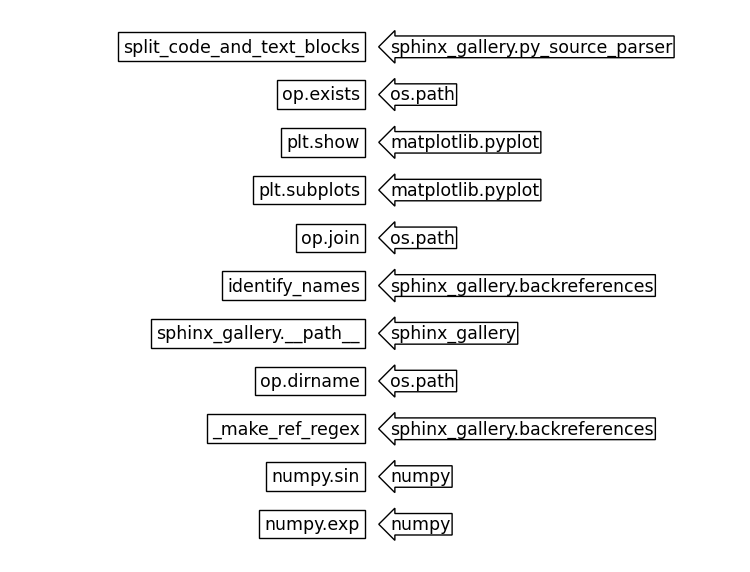 split_code_and_text_blocks sphinx_gallery.py_source_parser
op.exists os.path
plt.show matplotlib.pyplot
plt.subplots matplotlib.pyplot
op.join os.path
identify_names sphinx_gallery.backreferences
sphinx_gallery.__path__ sphinx_gallery
op.dirname os.path
_make_ref_regex sphinx_gallery.backreferences
numpy.sin numpy
numpy.exp numpy